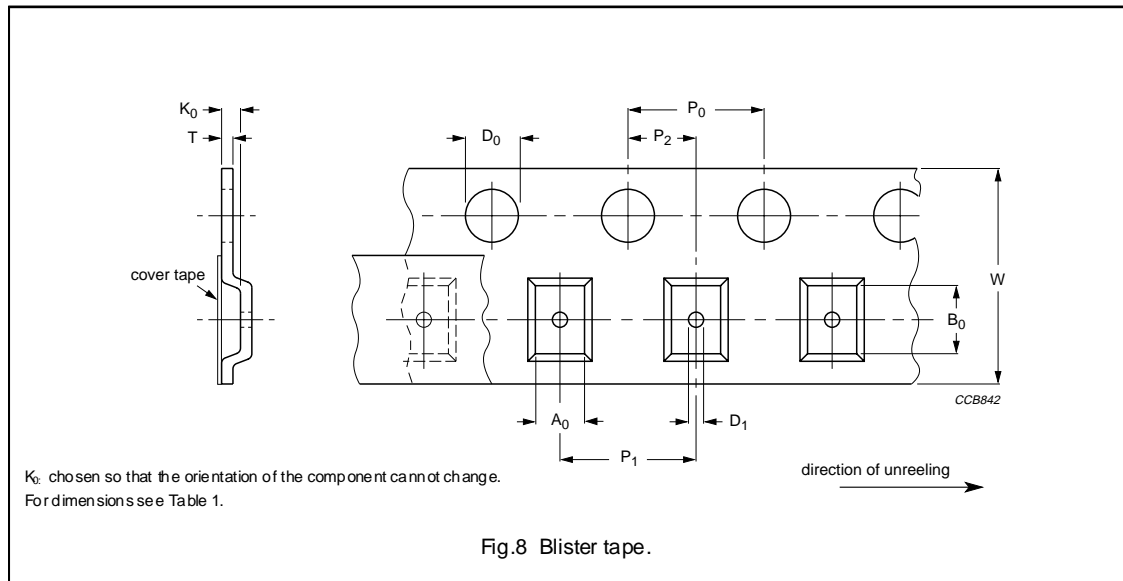 K0
T
D0
P0
P2
cover tape
W
B0
CCB842
A0
D1
P1
K0: chosen so that the orientation of the component cannot change.
For dimensions see Table 1.
direction of unreeling
Fig.8 Blister tape.